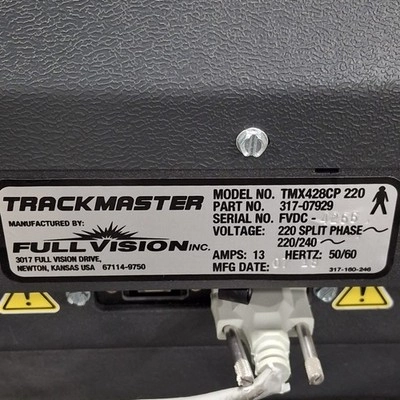 TRACKMASTER
MANUFACTURED BY:
FULL VISION INC.
3017 FULL VISION DRIVE,
NEWTON, KANSAS USA 67114-9750
MODEL NO. TMX428CP 220
PART NO. 317-07929
SERIAL NO. FVDC-
VOLTAGE: 220 SPLIT PHASE ~
220/240 ~
AMPS: 13 HERTZ: 50/60
MFG DATE:
317-160-246